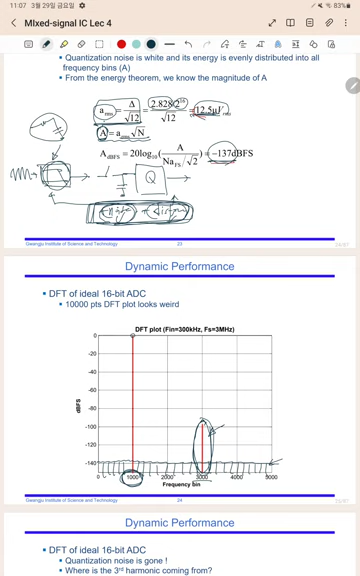 11:07 3월 29일 금요일
83%
Mixed-signal IC Lec 4
• Quantization noise is white and its energy is evenly distributed into all frequency bins (A)
• From the energy theorem, we know the magnitude of A
a_rms = Δ/√12 = 2.828/2^16/√12 = 12.5μV_rms
A = a_rms √N
A_dBFS = 20log10(A/(Na_FS/√2)) = -137dBFS
Q
Gwangju Institute of Science and Technology 23
Dynamic Performance
• DFT of ideal 16-bit ADC
• 10000 pts DFT plot looks weird
DFT plot (Fin=300kHz, Fs=3MHz)
0
-20
-40
-60
-80
-100
-120
-140
dBFS
0 1000 2000 3000 4000 5000
Frequency bin
Gwangju Institute of Science and Technology 24
Dynamic Performance
• DFT of ideal 16-bit ADC
• Quantization noise is gone !
• Where is the 3rd harmonic coming from?